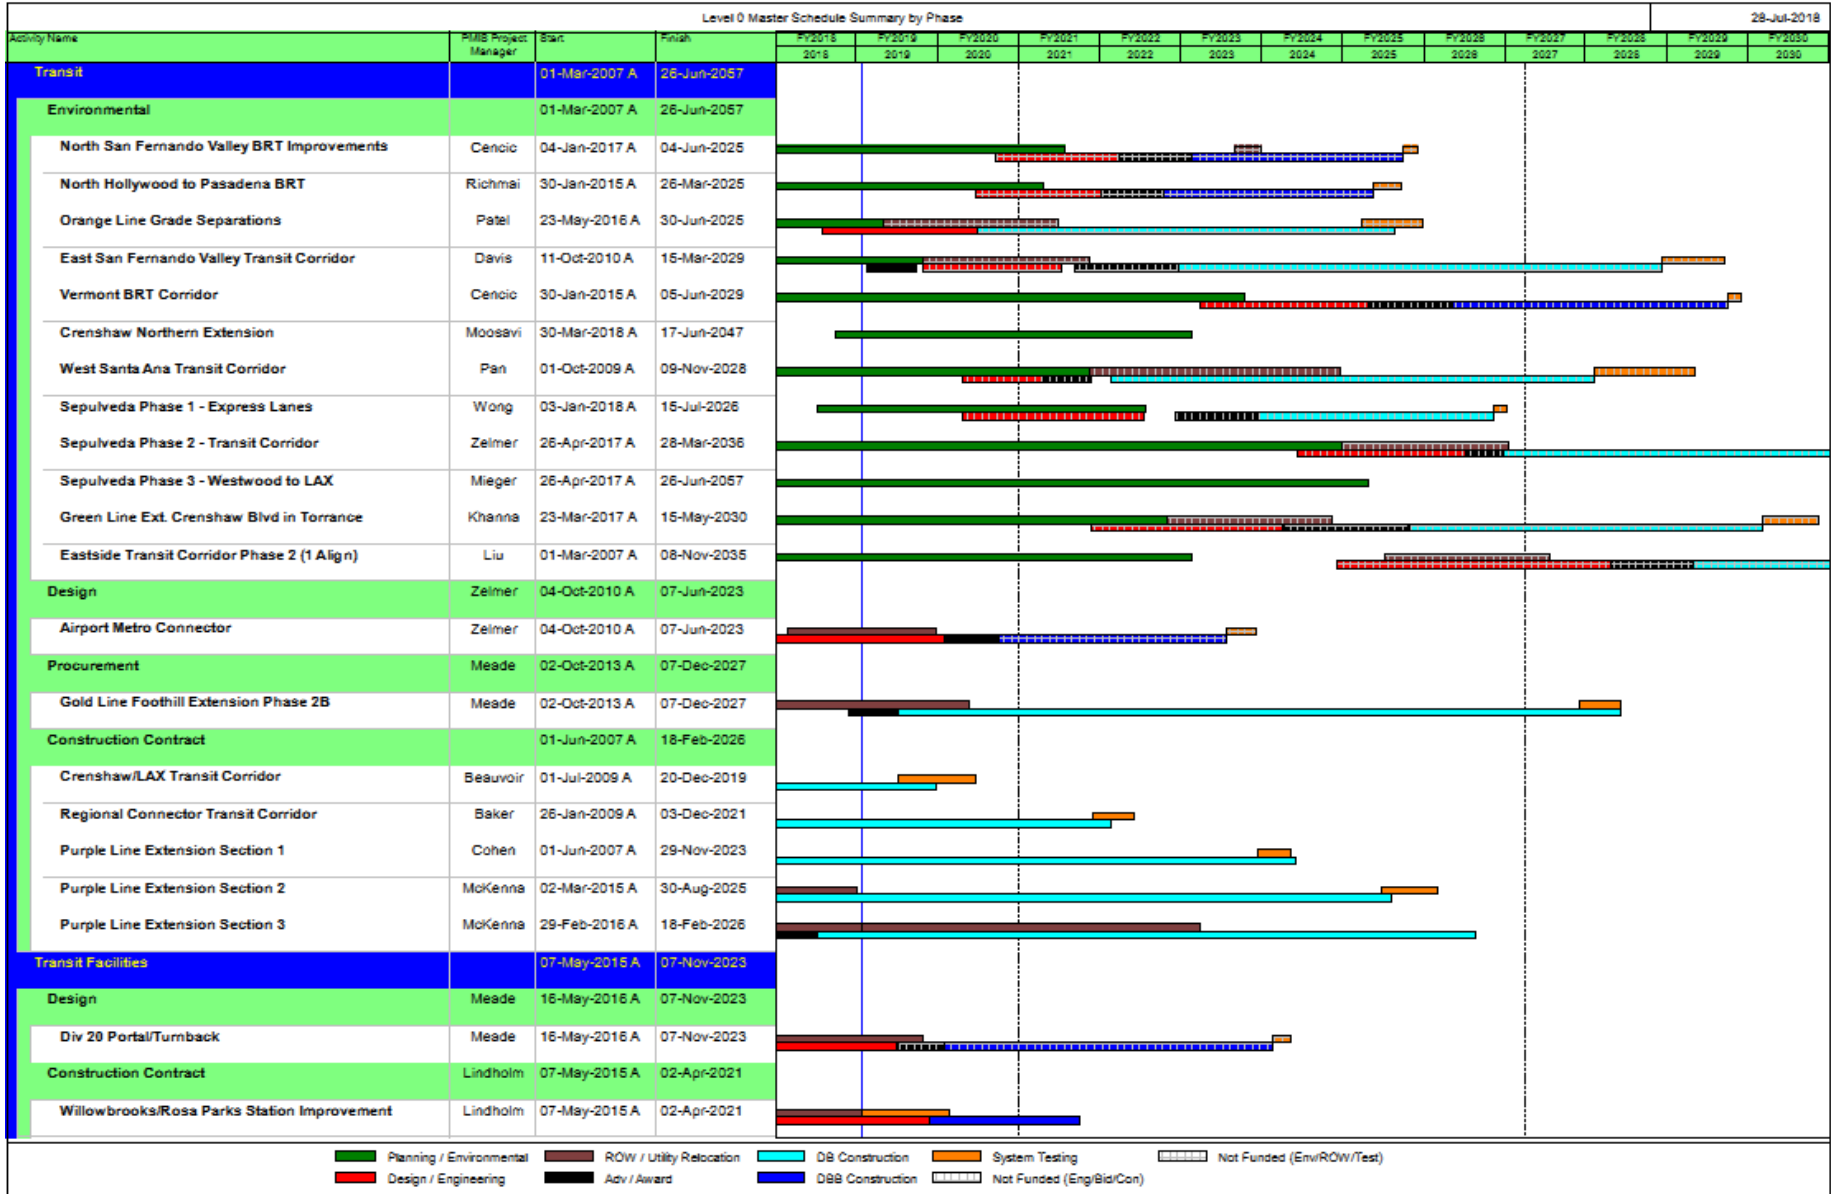 Level 0 Master Schedule Summary by Phase 28-Jul-2018
Activity Name PMIS Project Manager Start Finish FY2018 FY2019 FY2020 FY2021 FY2022 FY2023 FY2024 FY2025 FY2026 FY2027 FY2028 FY2029 FY2030
2018 2019 2020 2021 2022 2023 2024 2025 2026 2027 2028 2029 2030
Transit 01-Mar-2007 A 26-Jun-2057
Environmental 01-Mar-2007 A 26-Jun-2057
North San Fernando Valley BRT Improvements Cencic 04-Jan-2017 A 04-Jun-2025
North Hollywood to Pasadena BRT Richmai 30-Jan-2015 A 26-Mar-2025
Orange Line Grade Separations Patel 23-May-2016 A 30-Jun-2025
East San Fernando Valley Transit Corridor Davis 11-Oct-2010 A 15-Mar-2029
Vermont BRT Corridor Cencic 30-Jan-2015 A 05-Jun-2029
Crenshaw Northern Extension Moosavi 30-Mar-2018 A 17-Jun-2047
West Santa Ana Transit Corridor Pan 01-Oct-2009 A 09-Nov-2028
Sepulveda Phase 1 - Express Lanes Wong 03-Jan-2018 A 15-Jul-2026
Sepulveda Phase 2 - Transit Corridor Zelmer 26-Apr-2017 A 28-Mar-2036
Sepulveda Phase 3 - Westwood to LAX Mieger 26-Apr-2017 A 26-Jun-2057
Green Line Ext. Crenshaw Blvd in Torrance Khanna 23-Mar-2017 A 15-May-2030
Eastside Transit Corridor Phase 2 (1 Align) Liu 01-Mar-2007 A 08-Nov-2035
Design Zelmer 04-Oct-2010 A 07-Jun-2023
Airport Metro Connector Zelmer 04-Oct-2010 A 07-Jun-2023
Procurement Meade 02-Oct-2013 A 07-Dec-2027
Gold Line Foothill Extension Phase 2B Meade 02-Oct-2013 A 07-Dec-2027
Construction Contract 01-Jun-2007 A 18-Feb-2026
Crenshaw/LAX Transit Corridor Beauvoir 01-Jul-2009 A 20-Dec-2019
Regional Connector Transit Corridor Baker 26-Jan-2009 A 03-Dec-2021
Purple Line Extension Section 1 Cohen 01-Jun-2007 A 29-Nov-2023
Purple Line Extension Section 2 McKenna 02-Mar-2015 A 30-Aug-2025
Purple Line Extension Section 3 McKenna 29-Feb-2016 A 18-Feb-2026
Transit Facilities 07-May-2015 A 07-Nov-2023
Design Meade 16-May-2016 A 07-Nov-2023
Div 20 Portal/Turnback Meade 16-May-2016 A 07-Nov-2023
Construction Contract Lindholm 07-May-2015 A 02-Apr-2021
Willowbrooks/Rosa Parks Station Improvement Lindholm 07-May-2015 A 02-Apr-2021
Planning / Environmental ROW / Utility Relocation DB Construction System Testing Not Funded (Env/ROW/Test)
Design / Engineering Adv / Award DBB Construction Not Funded (Eng/Bid/Con)